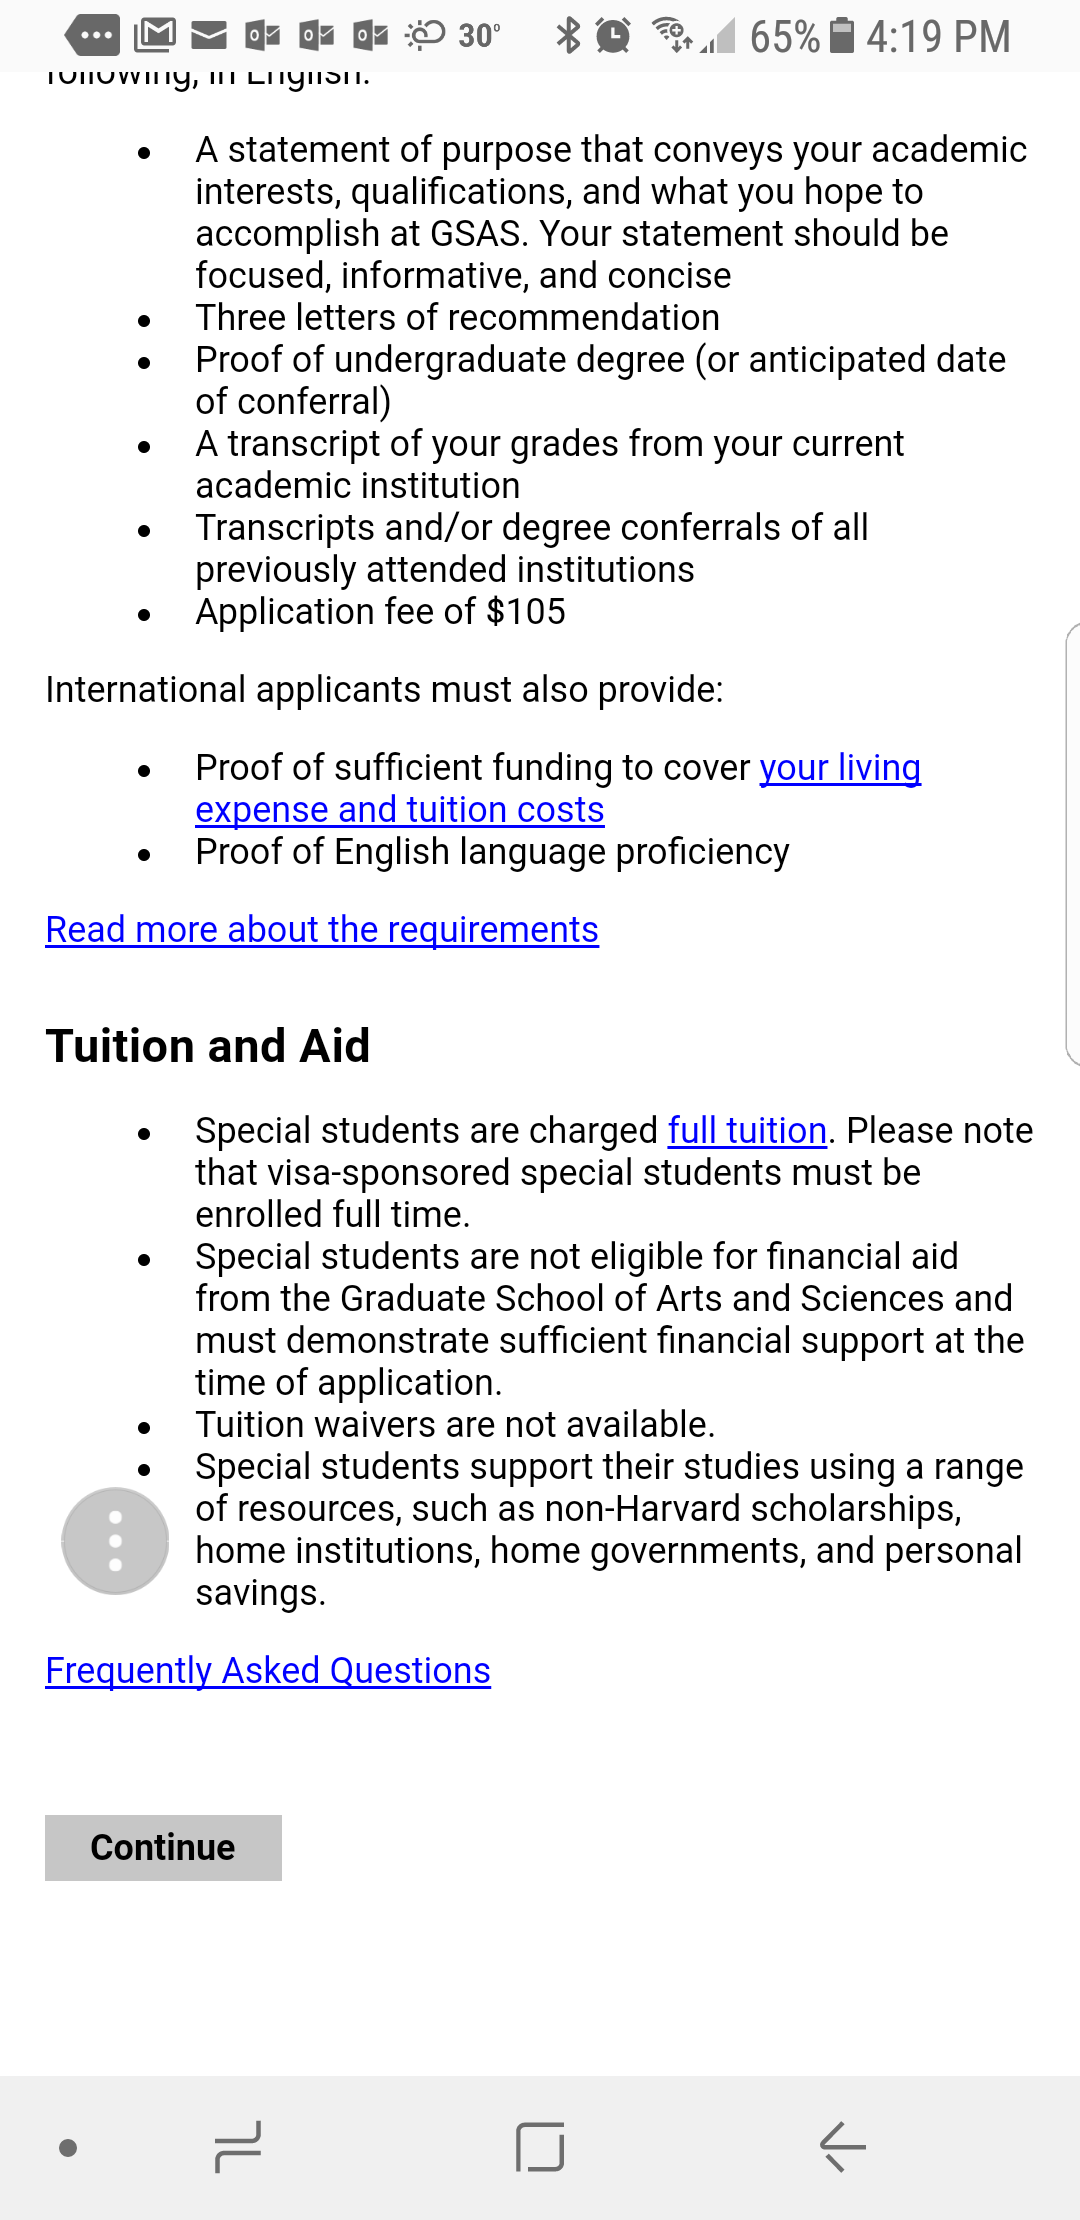 30°
65% 4:19 PM
following, in English:
• A statement of purpose that conveys your academic
interests, qualifications, and what you hope to
accomplish at GSAS. Your statement should be
focused, informative, and concise
• Three letters of recommendation
• Proof of undergraduate degree (or anticipated date
of conferral)
• A transcript of your grades from your current
academic institution
• Transcripts and/or degree conferrals of all
previously attended institutions
• Application fee of $105
International applicants must also provide:
• Proof of sufficient funding to cover your living
expense and tuition costs
• Proof of English language proficiency
Read more about the requirements
Tuition and Aid
• Special students are charged full tuition. Please note
that visa-sponsored special students must be
enrolled full time.
• Special students are not eligible for financial aid
from the Graduate School of Arts and Sciences and
must demonstrate sufficient financial support at the
time of application.
• Tuition waivers are not available.
• Special students support their studies using a range
of resources, such as non-Harvard scholarships,
home institutions, home governments, and personal
savings.
Frequently Asked Questions
Continue